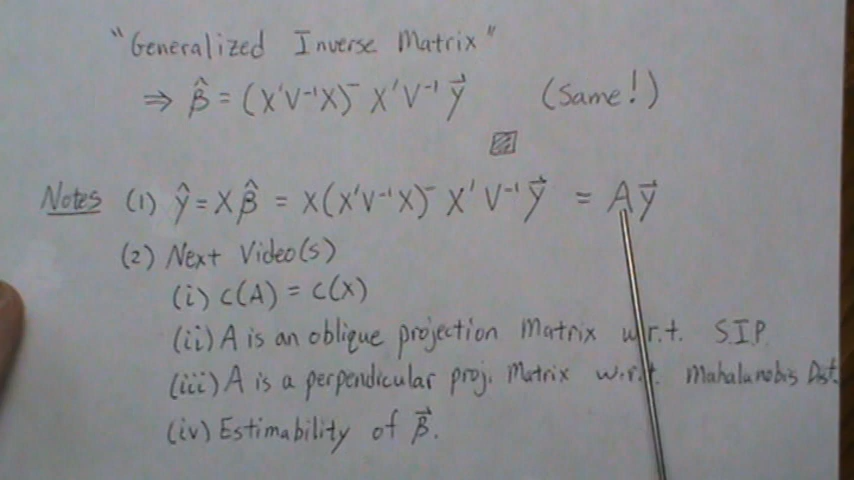 "Generalized Inverse Matrix"
⇒ β̂ = (X'V⁻¹X)⁻ X'V⁻¹ y⃗ (Same!)
Notes (1) ŷ = Xβ̂ = X(X'V⁻¹X)⁻ X' V⁻¹ y⃗ = Ay⃗
(2) Next Video(s)
(i) C(A) = C(X)
(ii) A is an oblique projection Matrix w.r.t. SIP
(iii) A is a perpendicular proj. Matrix w.r.t. Mahalanobis Dist.
(iv) Estimability of β⃗.